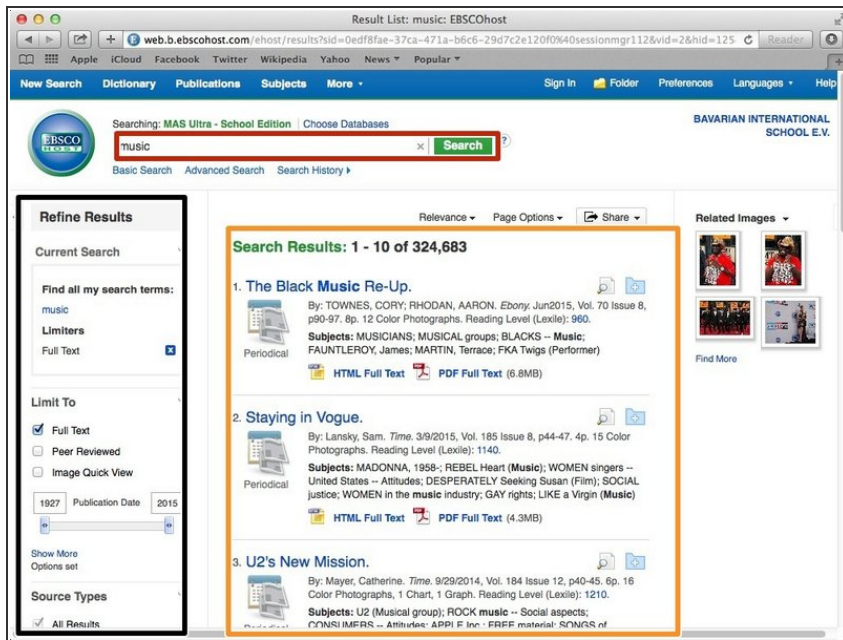 Result List: music: EBSCOhost
web.b.ebscohost.com/ehost/results?sid=0edf8fae-37ca-471a-b6c6-29d7c2e120f0%40sessionmgr112&vid=2&hid=125
Reader
Apple iCloud Facebook Twitter Wikipedia Yahoo News Popular
New Search Dictionary Publications Subjects More Sign In Folder Preferences Languages Help
EBSCO HOST
Searching: MAS Ultra - School Edition Choose Databases
music
Search
?
Basic Search Advanced Search Search History
BAVARIAN INTERNATIONAL
SCHOOL E.V.
Refine Results
Current Search
Find all my search terms:
music
Limiters
Full Text
Limit To
Full Text
Peer Reviewed
Image Quick View
1927 Publication Date 2015
Show More
Options set
Source Types
All Results
Relevance Page Options Share
Search Results: 1 - 10 of 324,683
1. The Black Music Re-Up.
By: TOWNES, CORY; RHODAN, AARON. Ebony. Jun2015, Vol. 70 Issue 8,
p90-97. 8p. 12 Color Photographs. Reading Level (Lexile): 960.
Subjects: MUSICIANS; MUSICAL groups; BLACKS -- Music;
FAUNTLEROY, James; MARTIN, Terrace; FKA Twigs (Performer)
Periodical
HTML Full Text PDF Full Text (6.8MB)
2. Staying in Vogue.
By: Lansky, Sam. Time. 3/9/2015, Vol. 185 Issue 8, p44-47. 4p. 15 Color
Photographs. Reading Level (Lexile): 1140.
Subjects: MADONNA, 1958-; REBEL Heart (Music); WOMEN singers --
United States -- Attitudes; DESPERATELY Seeking Susan (Film); SOCIAL
justice; WOMEN in the music industry; GAY rights; LIKE a Virgin (Music)
Periodical
HTML Full Text PDF Full Text (4.3MB)
3. U2's New Mission.
By: Mayer, Catherine. Time. 9/29/2014, Vol. 184 Issue 12, p40-45. 6p. 16
Color Photographs, 1 Chart, 1 Graph. Reading Level (Lexile): 1210.
Subjects: U2 (Musical group); ROCK music -- Social aspects;
CONSUMERS -- Attitudes; APPLE Inc.; FREE material; SONGS of
Periodical
Related Images
Find More